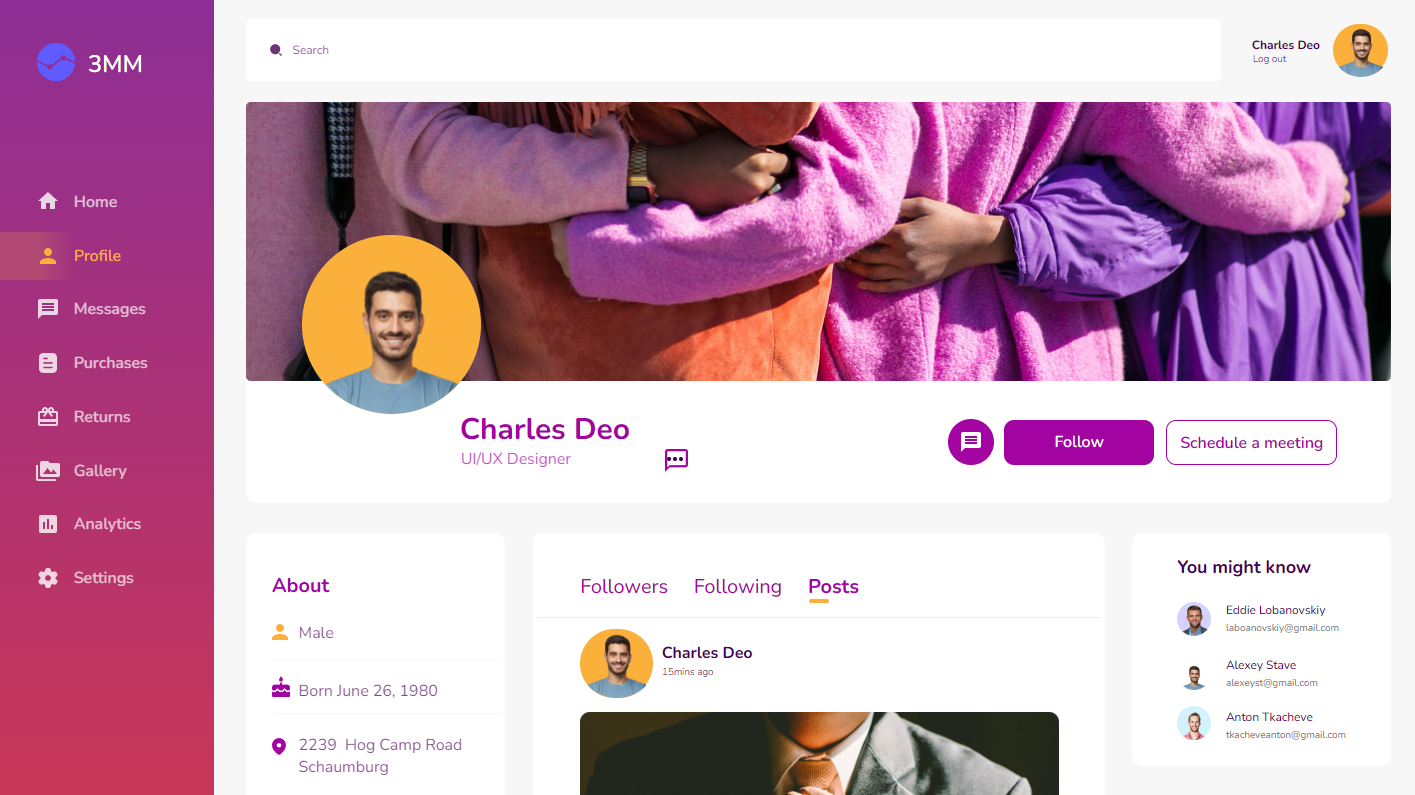 3MM
Search
Charles Deo
Log out
Home
Profile
Messages
Purchases
Returns
Gallery
Analytics
Settings
Charles Deo
UI/UX Designer
Follow
Schedule a meeting
About
Male
Born June 26, 1980
2239 Hog Camp Road
Schaumburg
Followers
Following
Posts
Charles Deo
15mins ago
You might know
Eddie Lobanovskiy
laboanovskiy@gmail.com
Alexey Stave
alexeyst@gmail.com
Anton Tkacheve
tkacheveanton@gmail.com